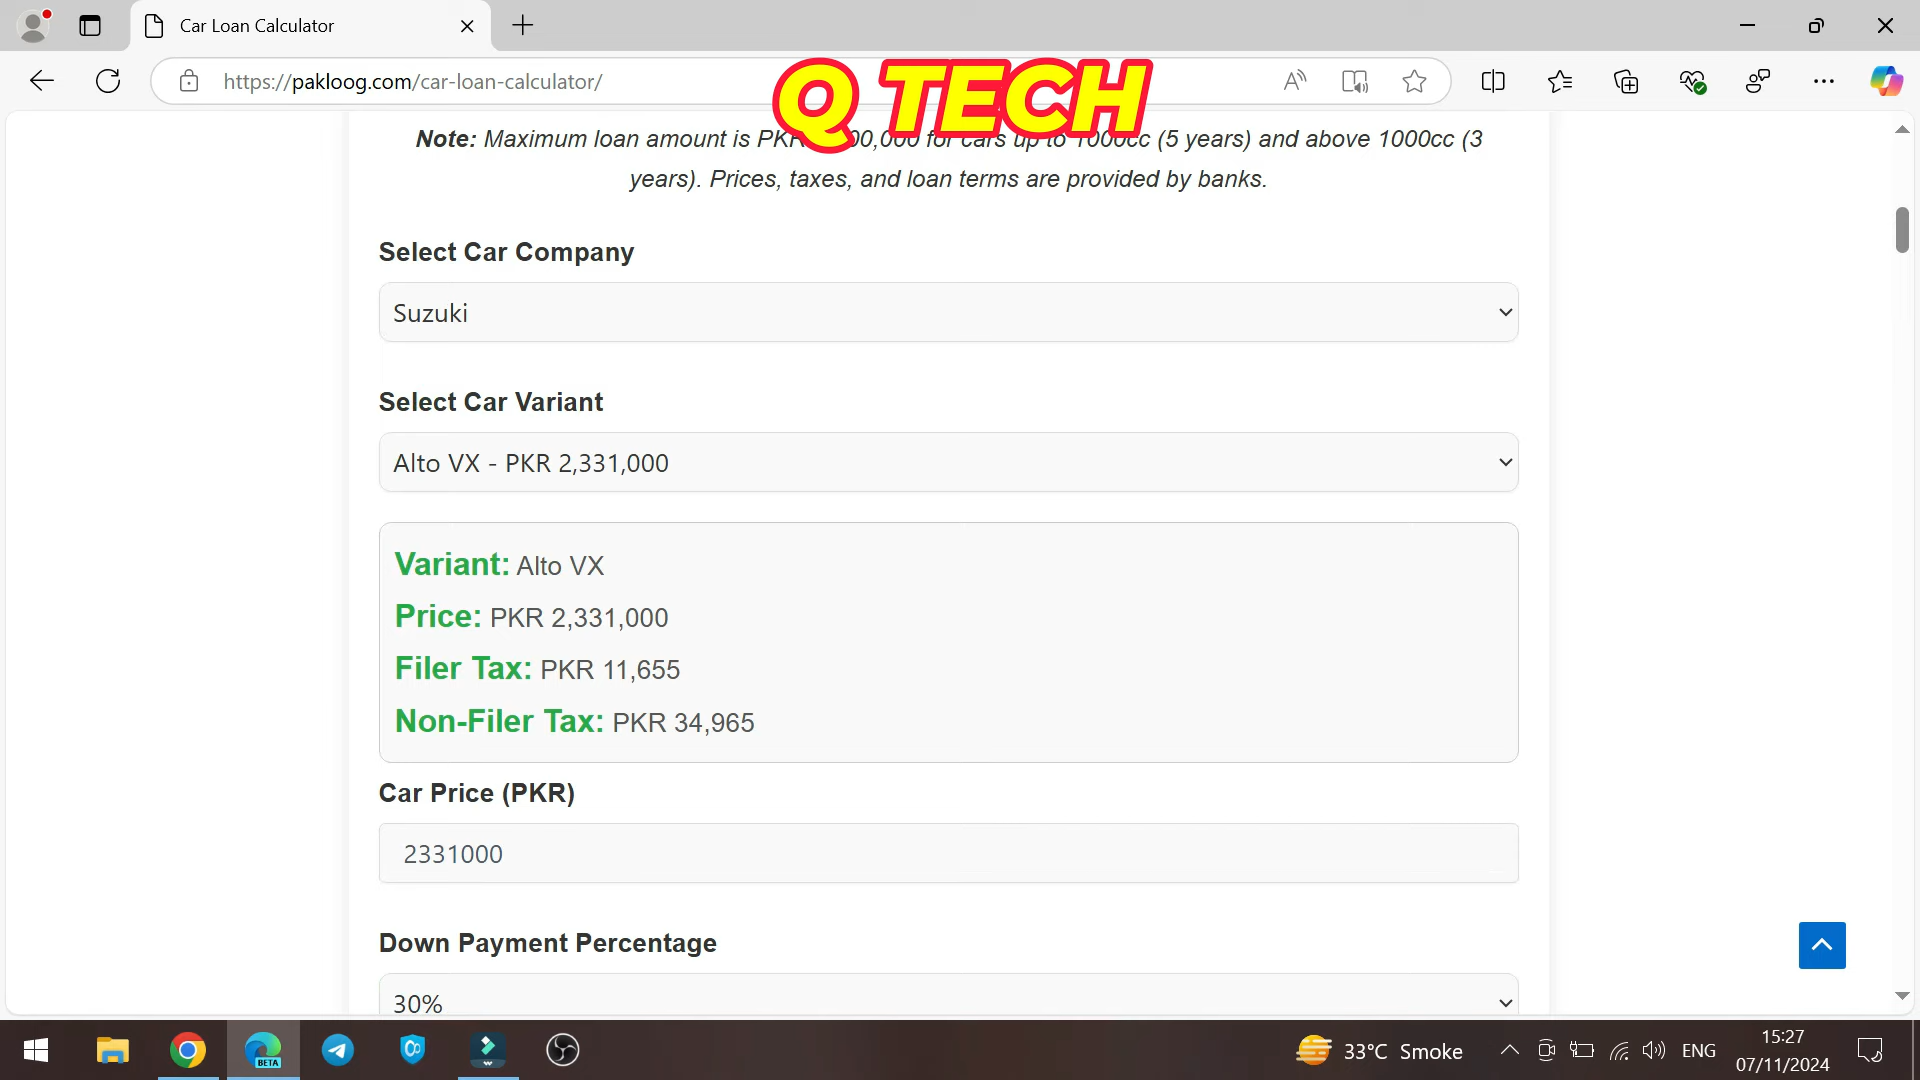 Car Loan Calculator
https://pakloog.com/car-loan-calculator/
Q TECH
Note: Maximum loan amount is PKR 00,000 for cars up to 1000cc (5 years) and above 1000cc (3
years). Prices, taxes, and loan terms are provided by banks.
Select Car Company
Suzuki
Select Car Variant
Alto VX - PKR 2,331,000
Variant: Alto VX
Price: PKR 2,331,000
Filer Tax: PKR 11,655
Non-Filer Tax: PKR 34,965
Car Price (PKR)
2331000
Down Payment Percentage
30%
BETA
33°C Smoke
ENG
15:27
07/11/2024